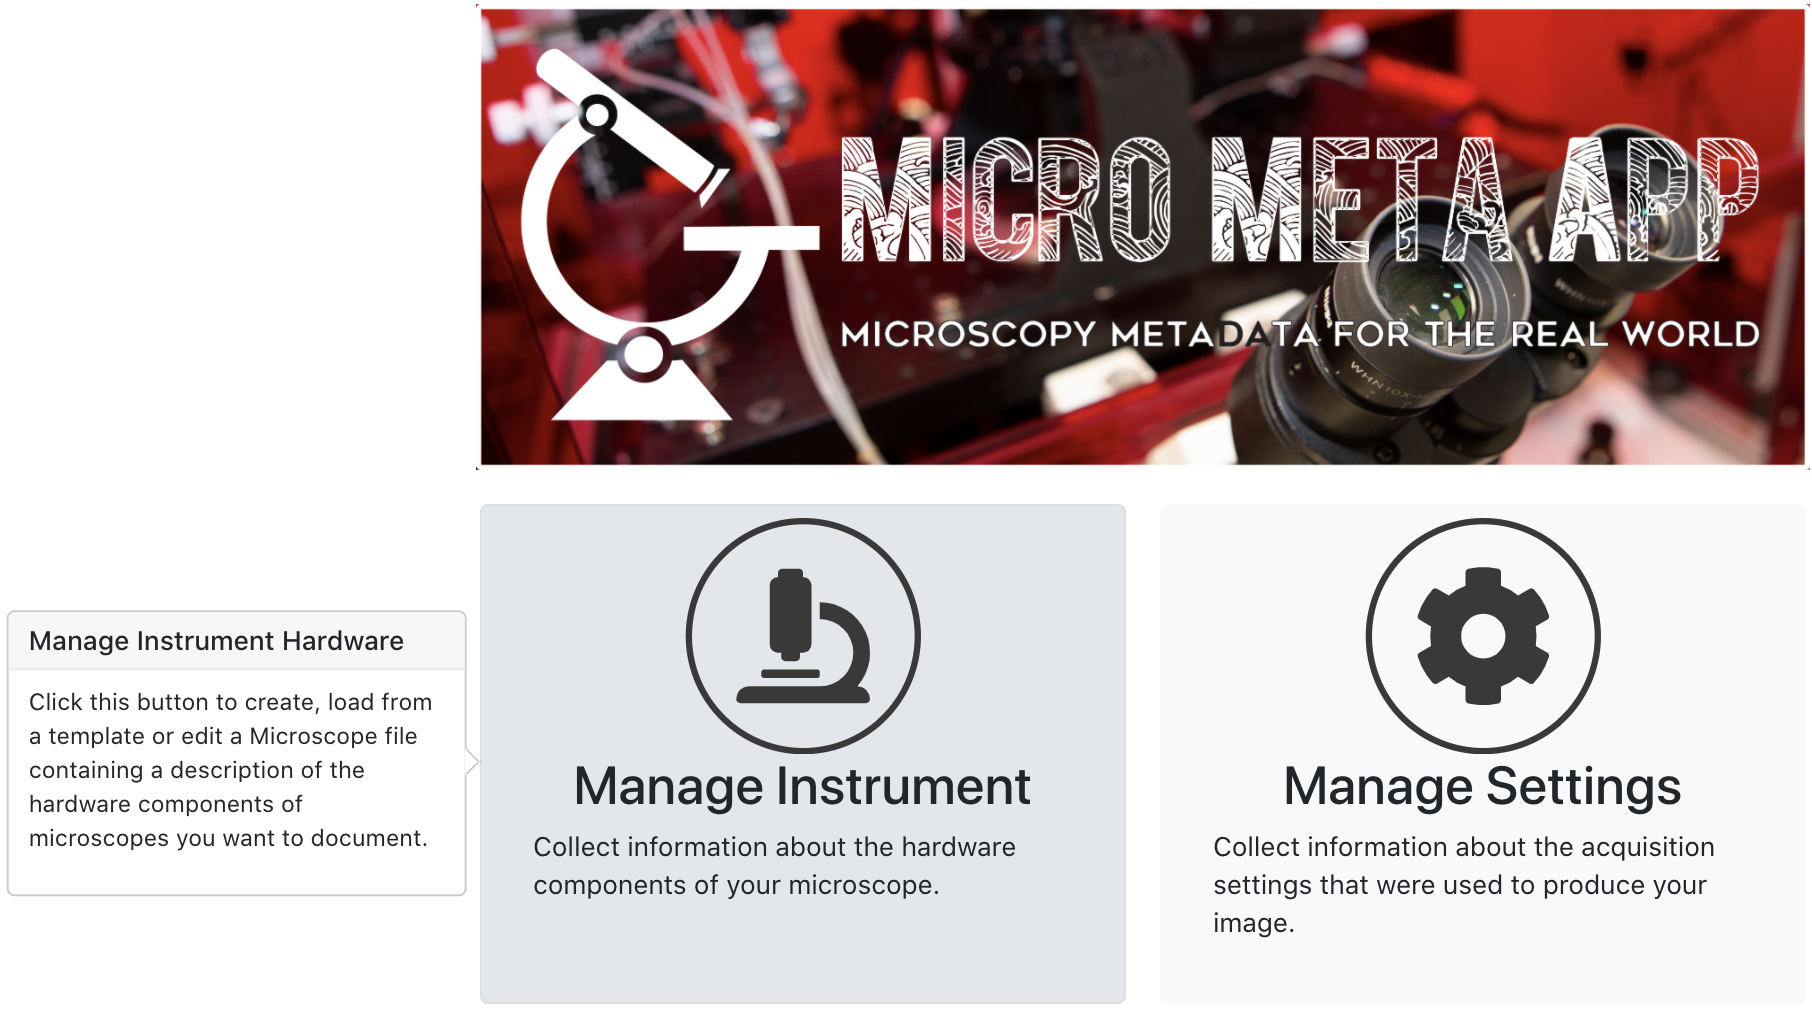 MICRO META APP
MICROSCOPY METADATA FOR THE REAL WORLD
WHN10X-H
Manage Instrument Hardware
Click this button to create, load from
a template or edit a Microscope file
containing a description of the
hardware components of
microscopes you want to document.
Manage Instrument
Collect information about the hardware
components of your microscope.
Manage Settings
Collect information about the acquisition
settings that were used to produce your
image.